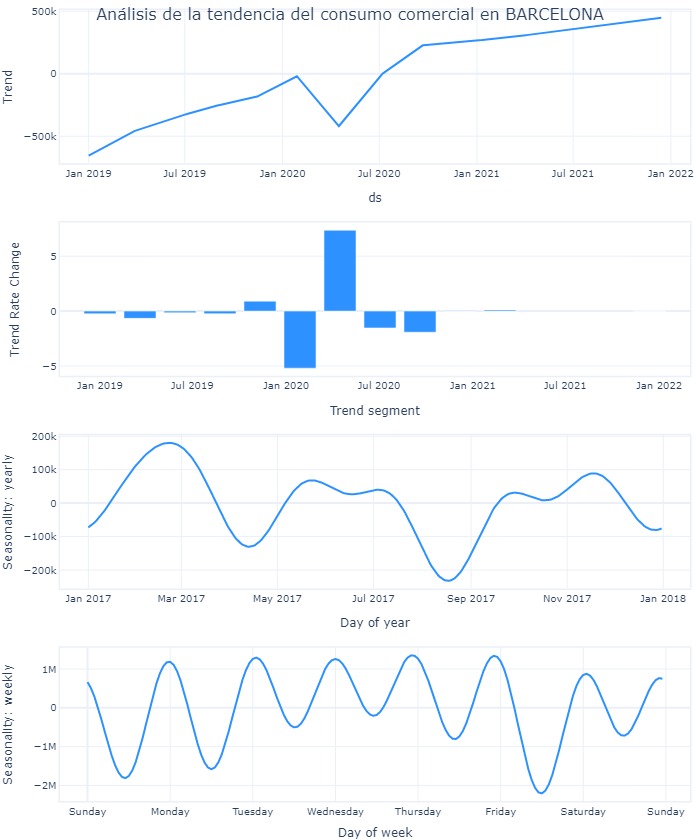 Análisis de la tendencia del consumo comercial en BARCELONA
500k
0
−500k
Trend
Jan 2019 Jul 2019 Jan 2020 Jul 2020 Jan 2021 Jul 2021 Jan 2022
ds
5
0
−5
Trend Rate Change
Jan 2019 Jul 2019 Jan 2020 Jul 2020 Jan 2021 Jul 2021 Jan 2022
Trend segment
200k
100k
0
−100k
−200k
Seasonality: yearly
Jan 2017 Mar 2017 May 2017 Jul 2017 Sep 2017 Nov 2017 Jan 2018
Day of year
1M
0
−1M
−2M
Seasonality: weekly
Sunday Monday Tuesday Wednesday Thursday Friday Saturday Sunday
Day of week